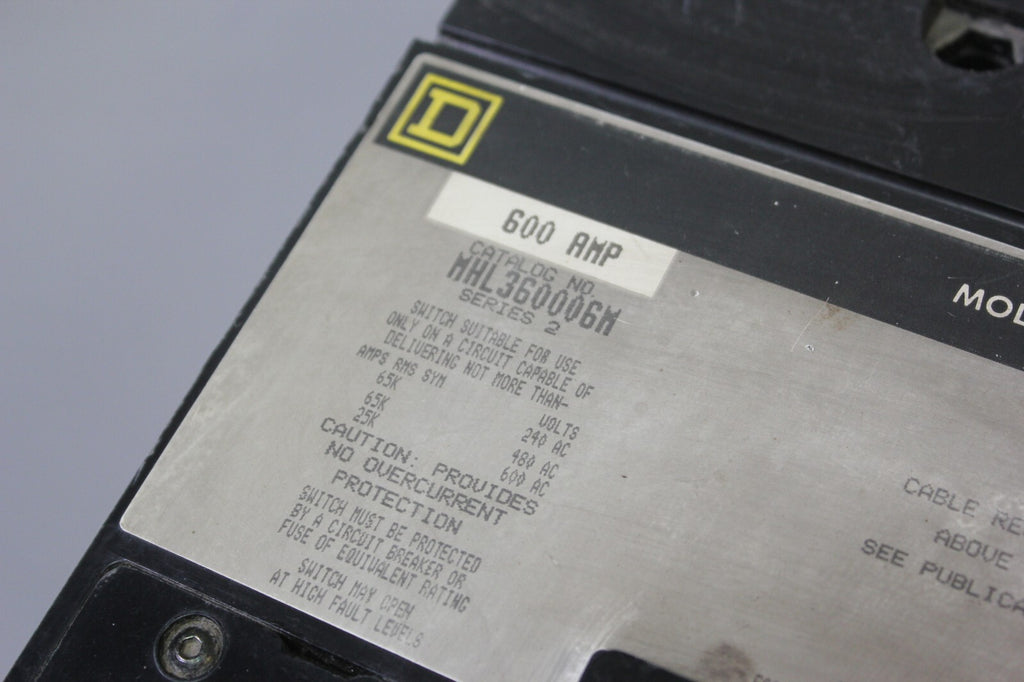 D
600 AMP
CATALOG NO.
MHL360006M
SERIES 2
SWITCH SUITABLE FOR USE
ONLY ON A CIRCUIT CAPABLE OF
DELIVERING NOT MORE THAN-
AMPS RMS SYM VOLTS
65K 240 AC
65K 480 AC
25K 600 AC
CAUTION: PROVIDES
NO OVERCURRENT
PROTECTION
SWITCH MUST BE PROTECTED
BY A CIRCUIT BREAKER OR
FUSE OF EQUIVALENT RATING
SWITCH MAY OPEN
AT HIGH FAULT LEVELS
MOL
CABLE RE
ABOVE
SEE PUBLICA